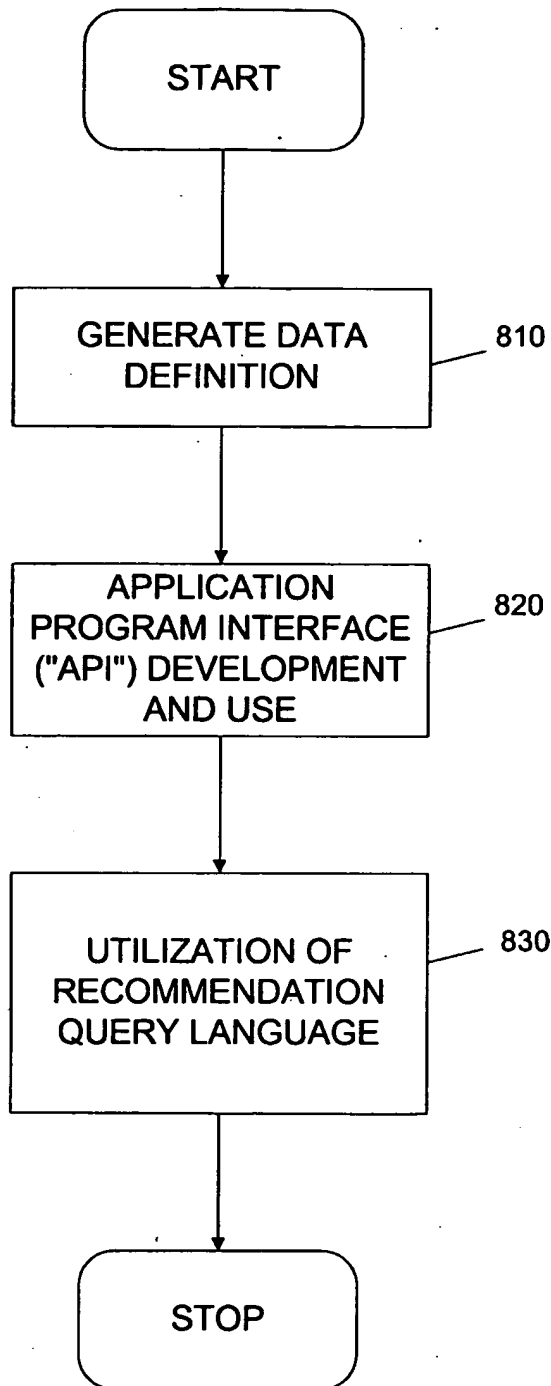 START
GENERATE DATA
DEFINITION
810
APPLICATION
PROGRAM INTERFACE
("API") DEVELOPMENT
AND USE
820
UTILIZATION OF
RECOMMENDATION
QUERY LANGUAGE
830
STOP